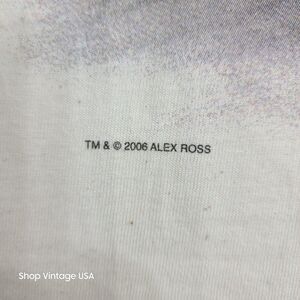 TM & © 2006 ALEX ROSS
Shop Vintage USA